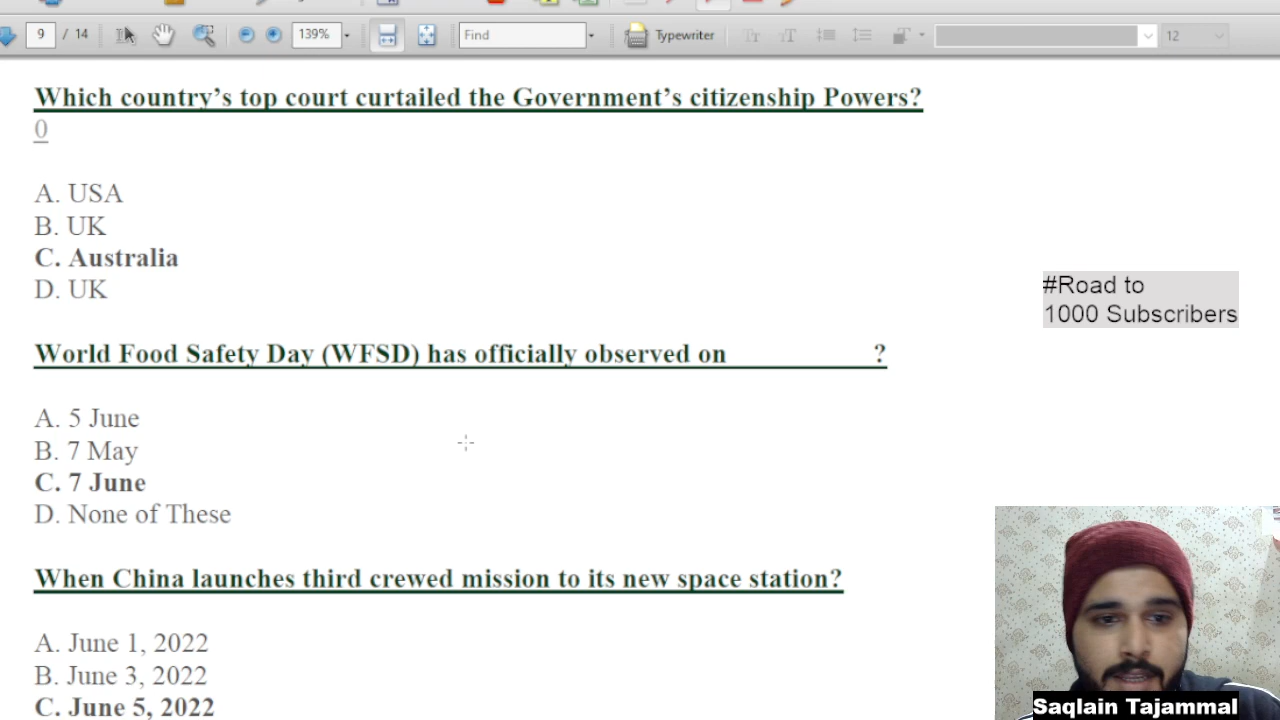 9 / 14
139%
Find
Typewriter
12
Which country’s top court curtailed the Government’s citizenship Powers?
0
A. USA
B. UK
C. Australia
D. UK
#Road to
1000 Subscribers
World Food Safety Day (WFSD) has officially observed on ?
A. 5 June
B. 7 May
C. 7 June
D. None of These
When China launches third crewed mission to its new space station?
A. June 1, 2022
B. June 3, 2022
C. June 5, 2022
Saqlain Tajammal